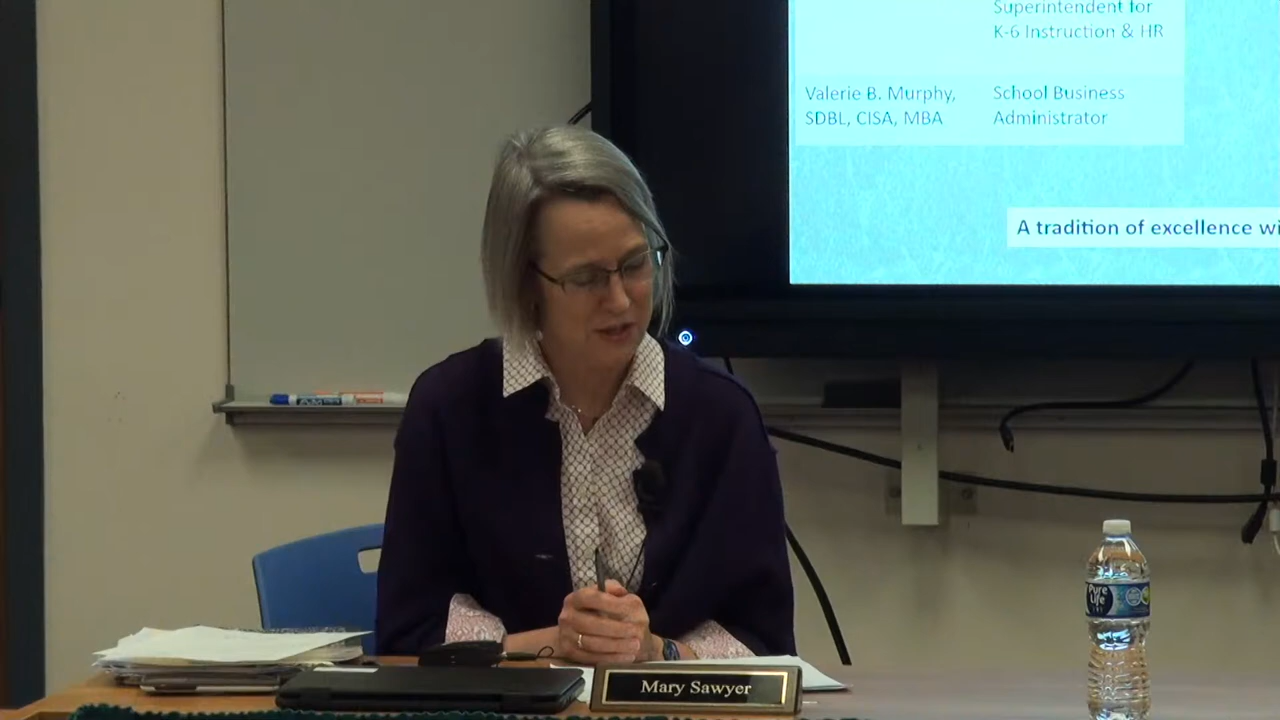 Superintendent for
K-6 Instruction & HR
Valerie B. Murphy,
SDBL, CISA, MBA
School Business
Administrator
A tradition of excellence wi
Pure
Life
Mary Sawyer